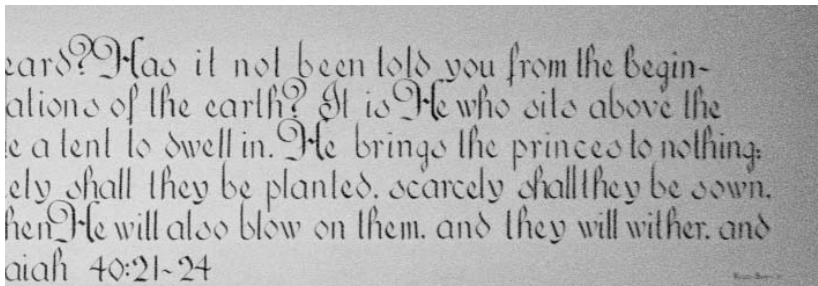 eard? Has it not been told you from the begin~
ations of the earth? It is He who sits above the
e a tent to dwell in. He brings the princes to nothing;
ely shall they be planted. scarcely shall they be sown.
hen He will also blow on them. and they will wither. and
aiah 40:21~24